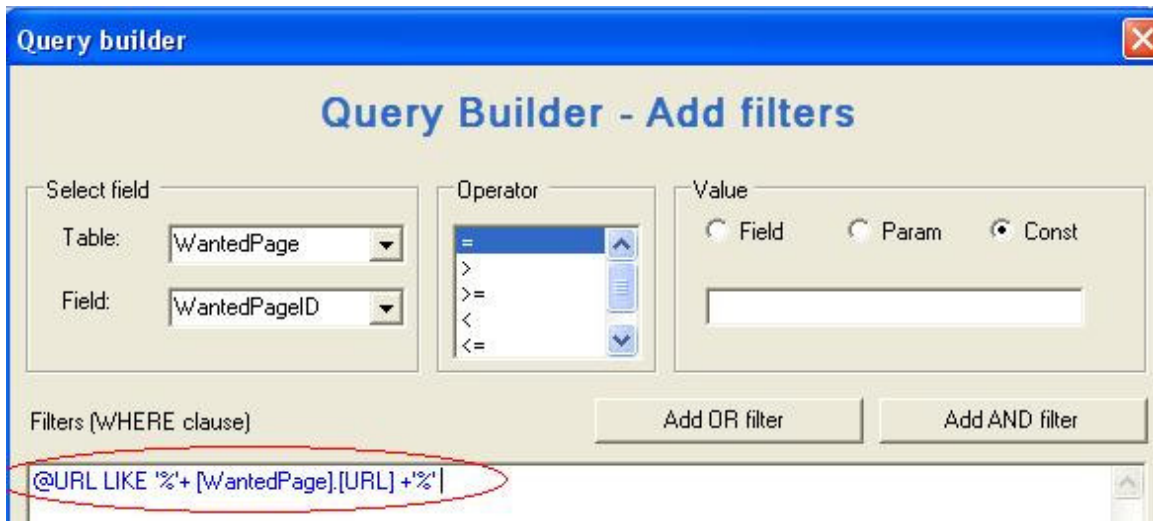 Query builder
Query Builder - Add filters
Select field
Operator
Value
Table:
WantedPage
=
>
>=
<
<=
Field
Param
Const
Field:
WantedPageID
Filters (WHERE clause)
Add OR filter
Add AND filter
@URL LIKE '%'+ [WantedPage].[URL] +'%'